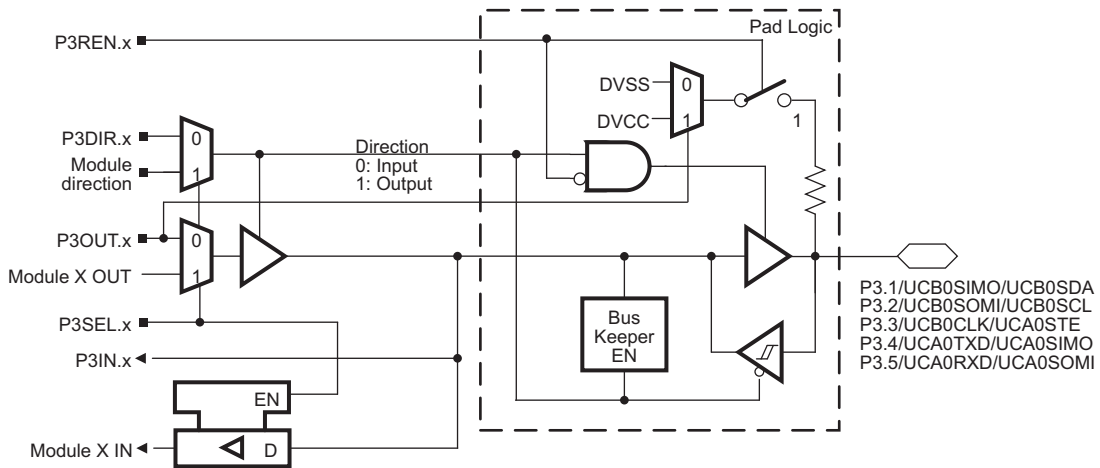 Pad Logic
P3REN.x
DVSS
0
DVCC
1
1
P3DIR.x
0
Module
direction
1
Direction
0: Input
1: Output
P3OUT.x
0
Module X OUT
1
P3SEL.x
P3IN.x
Bus
Keeper
EN
P3.1/UCB0SIMO/UCB0SDA
P3.2/UCB0SOMI/UCB0SCL
P3.3/UCB0CLK/UCA0STE
P3.4/UCA0TXD/UCA0SIMO
P3.5/UCA0RXD/UCA0SOMI
EN
Module X IN
D